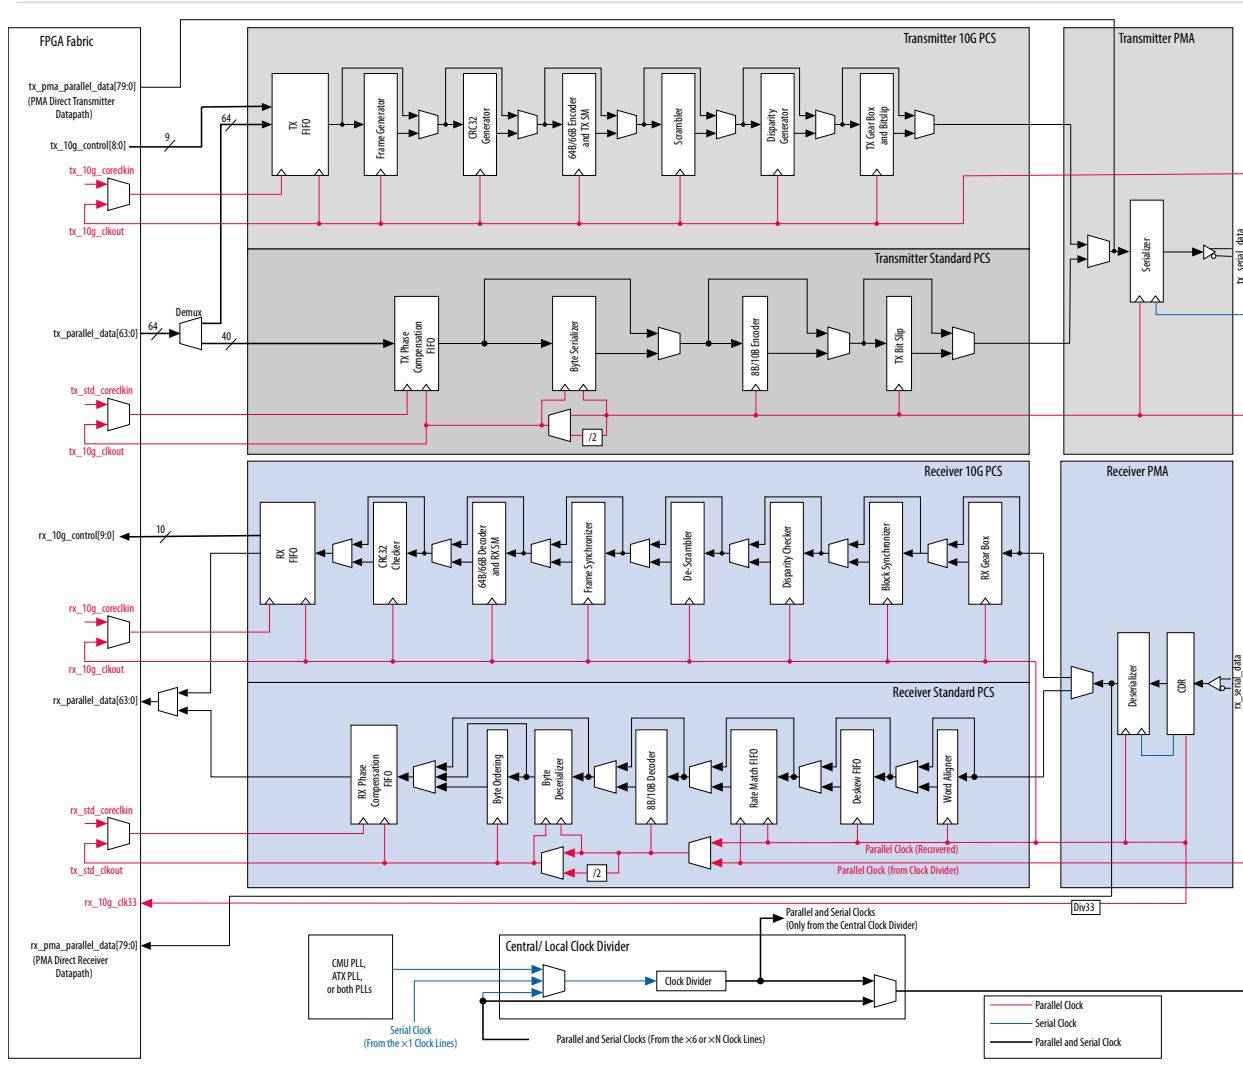 FPGA Fabric
tx_pma_parallel_data[79:0]
(PMA Direct Transmitter
Datapath)
9
64
tx_10g_control[8:0]
tx_10g_coreclkin
tx_10g_clkout
Demux
tx_parallel_data[63:0]
64
40
tx_std_coreclkin
tx_10g_clkout
Transmitter 10G PCS
TX
FIFO
Frame Generator
CRC32
Generator
64B/66B Encoder
and TX SM
Scrambler
Disparity
Generator
TX Gear Box
and Bitslip
Transmitter PMA
Serializer
tx_serial_data
Transmitter Standard PCS
TX Phase
Compensation
FIFO
Byte Serializer
8B/10B Encoder
TX Bit Slip
/2
rx_10g_control[9:0]
10
rx_10g_coreclkin
rx_10g_clkout
rx_parallel_data[63:0]
rx_std_coreclkin
tx_std_clkout
rx_10g_clk33
rx_pma_parallel_data[79:0]
(PMA Direct Receiver
Datapath)
Receiver 10G PCS
RX
FIFO
CRC32
Checker
64B/66B Decoder
and RX SM
Frame Synchronizer
De-Scrambler
Disparity Checker
Block Synchronizer
RX Gear Box
Receiver PMA
Deserializer
CDR
rx_serial_data
Receiver Standard PCS
RX Phase
Compensation
FIFO
Byte Ordering
Byte
Deserializer
8B/10B Decoder
Rate Match FIFO
Deskew FIFO
Word Aligner
Parallel Clock (Recovered)
Parallel Clock (from Clock Divider)
/2
Div33
Parallel and Serial Clocks
(Only from the Central Clock Divider)
CMU PLL,
ATX PLL,
or both PLLs
Central/ Local Clock Divider
Clock Divider
Serial Clock
(From the ×1 Clock Lines)
Parallel and Serial Clocks (From the ×6 or ×N Clock Lines)
Parallel Clock
Serial Clock
Parallel and Serial Clock